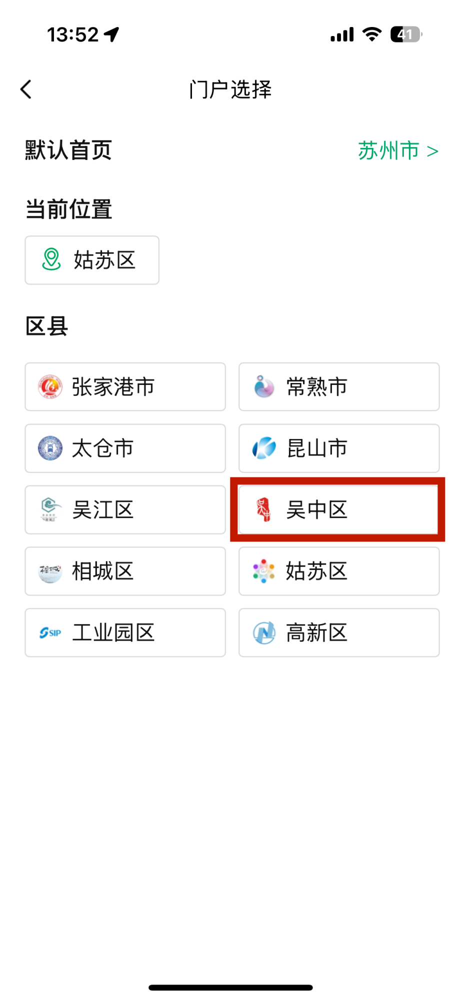 13:52
41
门户选择
默认首页
苏州市 >
当前位置
姑苏区
区县
张家港市
常熟市
太仓市
昆山市
吴江区
吴中区
相城区
姑苏区
SIP
工业园区
高新区